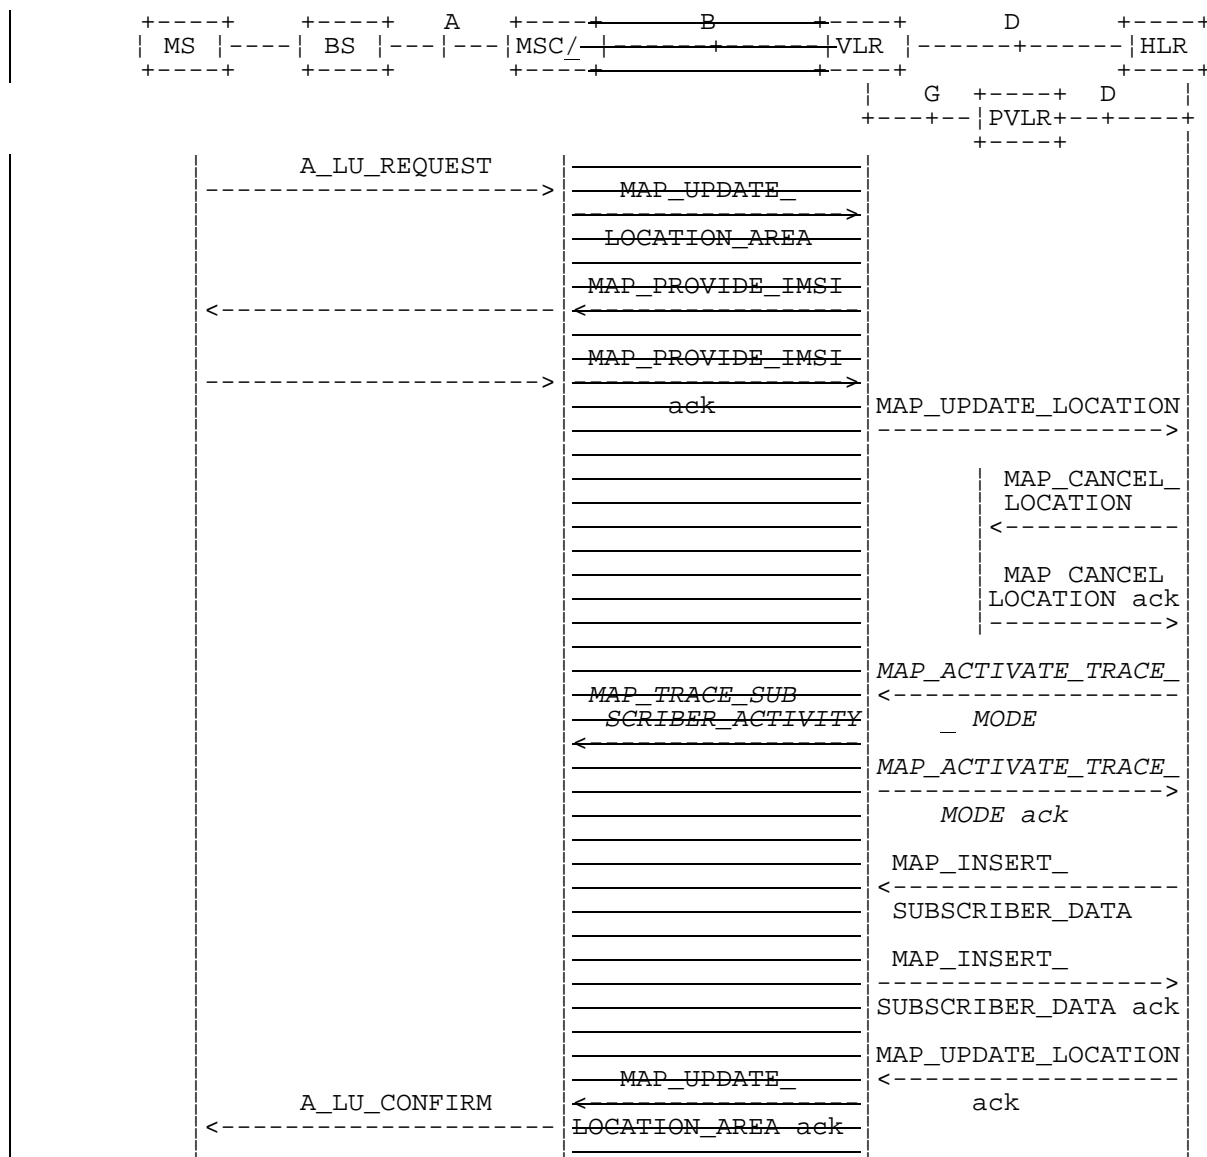 +----+ +----+ A +----+ B +----+ D +----+
| MS |----| BS |---|---|MSC/ |------+------|VLR |------+------|HLR
+----+ +----+ +----+ +----+ +----+
| G +----+ D |
+---+--|PVLR+--+----+
+----+
A_LU_REQUEST
-------------------->
MAP_UPDATE_
----------------->
LOCATION_AREA
MAP_PROVIDE_IMSI
<--------------------- <-----------------
MAP_PROVIDE_IMSI
---------------------> ----------------->
ack MAP_UPDATE_LOCATION
------------------>
MAP_CANCEL_
LOCATION
<-----------
MAP CANCEL
LOCATION ack
----------->
MAP_ACTIVATE_TRACE_
MAP_TRACE_SUB <------------------
SCRIBER_ACTIVITY _ MODE
<-----------------
MAP_ACTIVATE_TRACE_
------------------>
MODE ack
MAP_INSERT_
<------------------
SUBSCRIBER_DATA
MAP_INSERT_
------------------>
SUBSCRIBER_DATA ack
MAP_UPDATE_LOCATION
MAP_UPDATE_ <------------------
A_LU_CONFIRM <----------------- ack
<--------------------- LOCATION_AREA ack